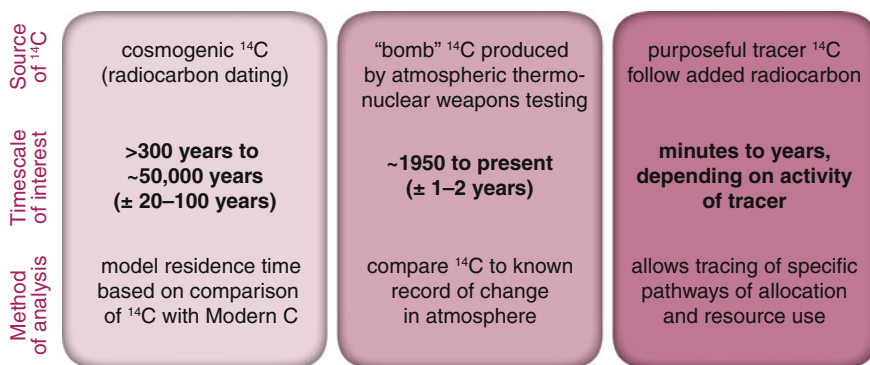 Source
of ¹⁴C
cosmogenic ¹⁴C
(radiocarbon dating)
“bomb” ¹⁴C produced
by atmospheric thermo-
nuclear weapons testing
purposeful tracer ¹⁴C
follow added radiocarbon
Timescale
of interest
>300 years to
~50,000 years
(± 20–100 years)
~1950 to present
(± 1–2 years)
minutes to years,
depending on activity
of tracer
Method
of analysis
model residence time
based on comparison
of ¹⁴C with Modern C
compare ¹⁴C to known
record of change
in atmosphere
allows tracing of specific
pathways of allocation
and resource use